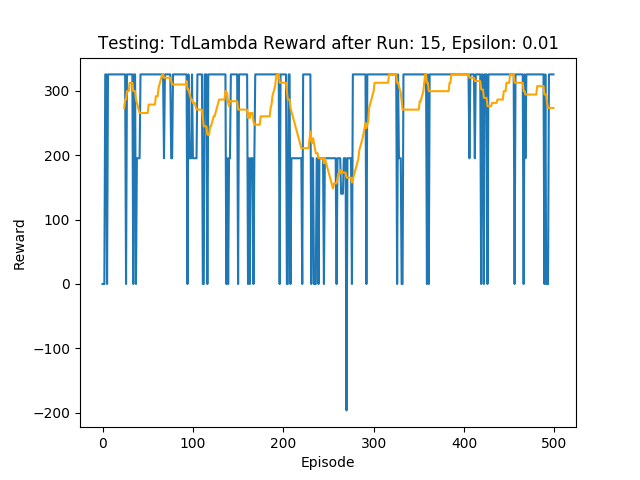 Testing: TdLambda Reward after Run: 15, Epsilon: 0.01
300
200
100
0
−100
−200
Reward
0 100 200 300 400 500
Episode